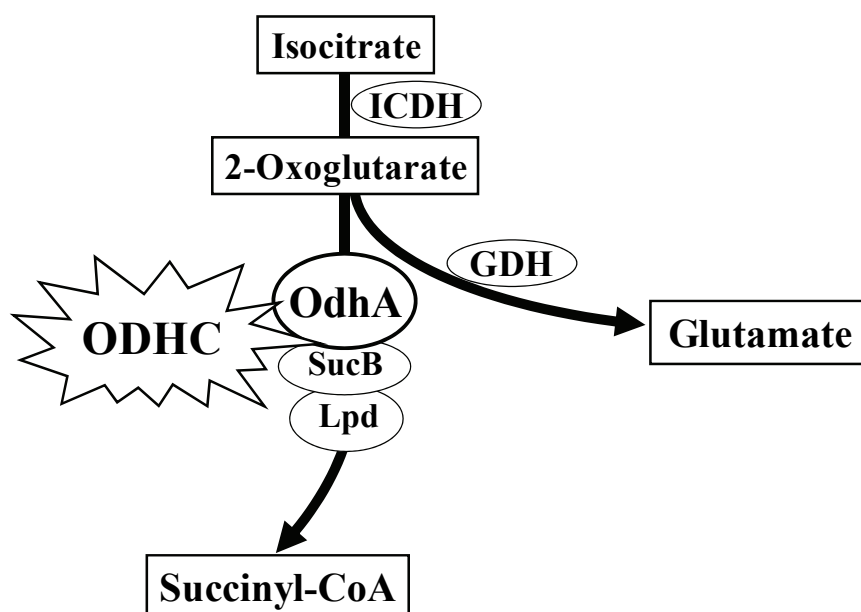 Isocitrate
ICDH
2-Oxoglutarate
GDH
OdhA
ODHC
Glutamate
SucB
Lpd
Succinyl-CoA